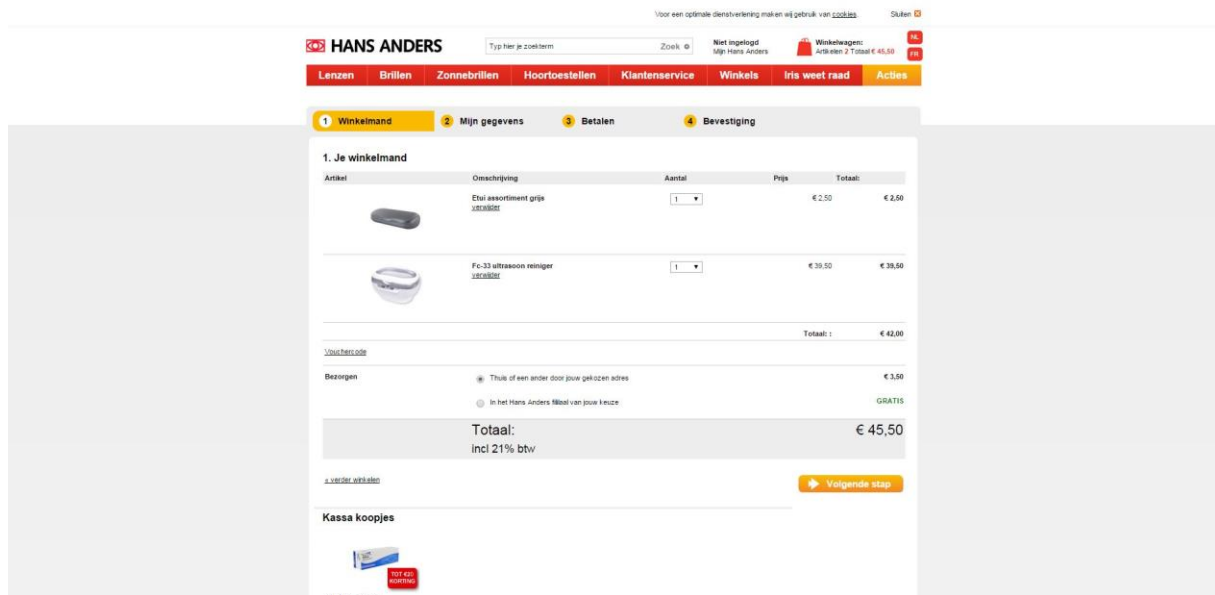 Voor een optimale dienstverlening maken wij gebruik van cookies. Sluiten
HANS ANDERS
Typ hier je zoekterm Zoek
Niet ingelogd
Mijn Hans Anders
Winkelwagen:
Artikelen 2 Totaal € 45,50
NL
FR
Lenzen Brillen Zonnebrillen Hoortoestellen Klantenservice Winkels Iris weet raad Acties
1 Winkelmand 2 Mijn gegevens 3 Betalen 4 Bevestiging
1. Je winkelmand
Artikel Omschrijving Aantal Prijs Totaal:
Etui assortiment grijs 1 € 2,50 € 2,50
verwijder
Fc-33 ultrasoon reiniger 1 € 39,50 € 39,50
verwijder
Totaal: : € 42,00
Vouchercode
Bezorgen Thuis of een ander door jouw gekozen adres € 3,50
In het Hans Anders filiaal van jouw keuze GRATIS
Totaal: € 45,50
incl 21% btw
« verder winkelen Volgende stap
Kassa koopjes
TOT €20
KORTING